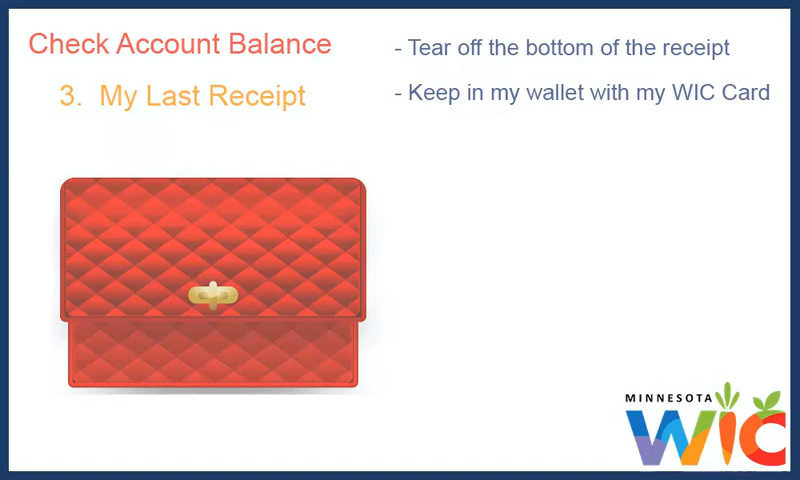 Check Account Balance
3. My Last Receipt
- Tear off the bottom of the receipt
- Keep in my wallet with my WIC Card
MINNESOTA
WIC